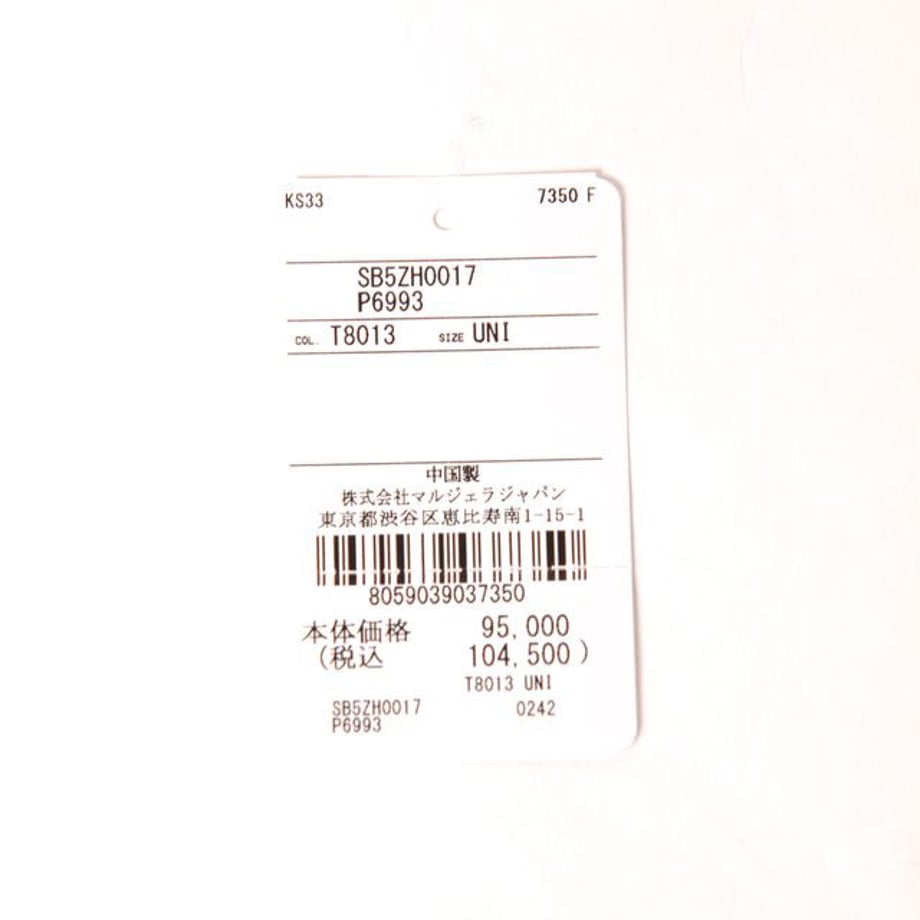 KS33 7350 F
SB5ZH0017
P6993
COL. T8013 SIZE UNI
中国製
株式会社マルジェラジャパン
東京都渋谷区恵比寿南1-15-1
8059039037350
本体価格 95,000
(税込 104,500)
T8013 UNI
SB5ZH0017 0242
P6993